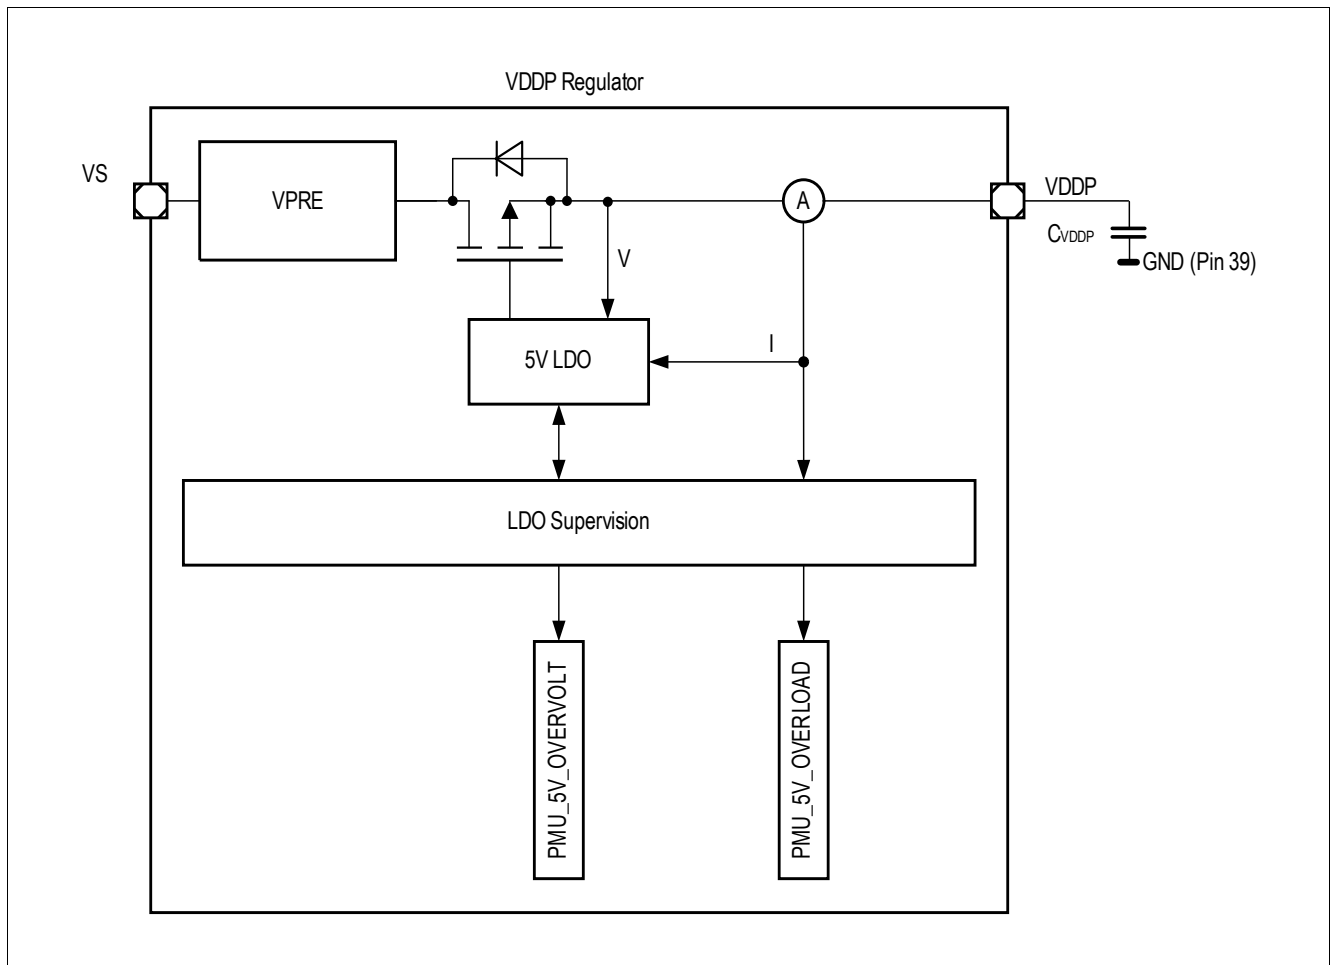 VDDP Regulator
VS
VPRE
A
VDDP
CVDDP
GND (Pin 39)
V
5V LDO
I
LDO Supervision
PMU_5V_OVERVOLT
PMU_5V_OVERLOAD